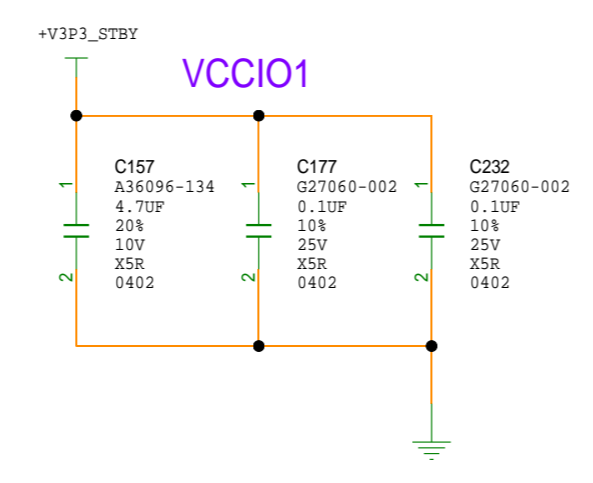 +V3P3_STBY
VCCIO1
1
C157
A36096-134
4.7UF
20%
10V
X5R
0402
2
1
C177
G27060-002
0.1UF
10%
25V
X5R
0402
2
1
C232
G27060-002
0.1UF
10%
25V
X5R
0402
2